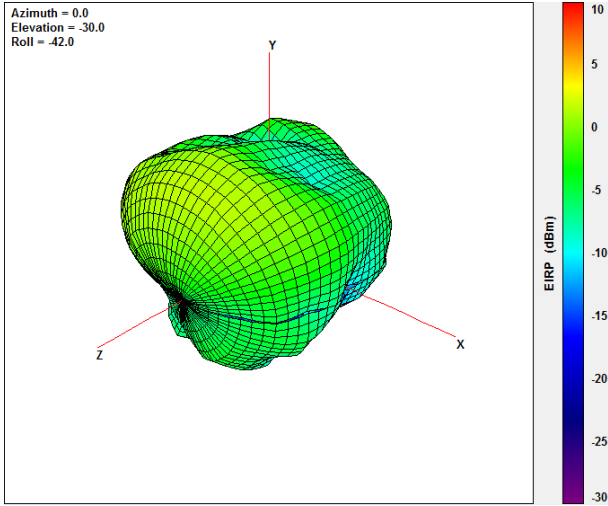 Azimuth = 0.0
Elevation = -30.0
Roll = -42.0
Y
Z
X
10
5
0
-5
-10
-15
-20
-25
-30
EIRP (dBm)